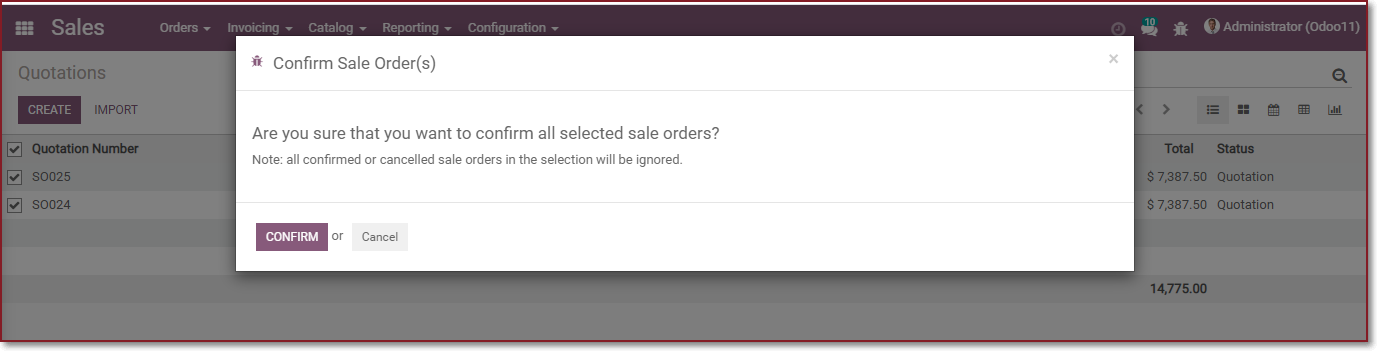 Sales Orders Invoicing Catalog Reporting Configuration 10 Administrator (Odoo11)
Confirm Sale Order(s) ×
Quotations
CREATE IMPORT
Are you sure that you want to confirm all selected sale orders?
Note: all confirmed or cancelled sale orders in the selection will be ignored.
Quotation Number Total Status
SO025 $ 7,387.50 Quotation
SO024 $ 7,387.50 Quotation
CONFIRM or Cancel
14,775.00